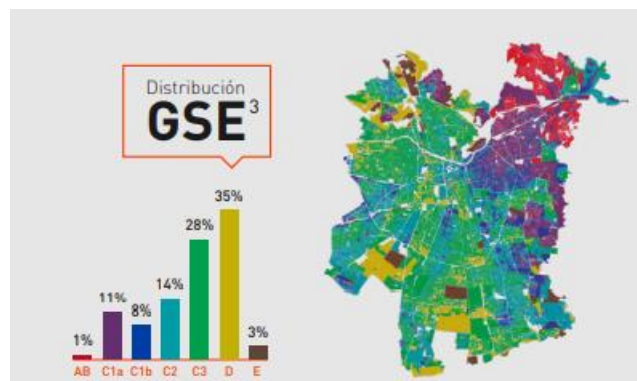 Distribución
GSE3
35%
28%
14%
11%
8%
3%
1%
AB C1a C1b C2 C3 D E